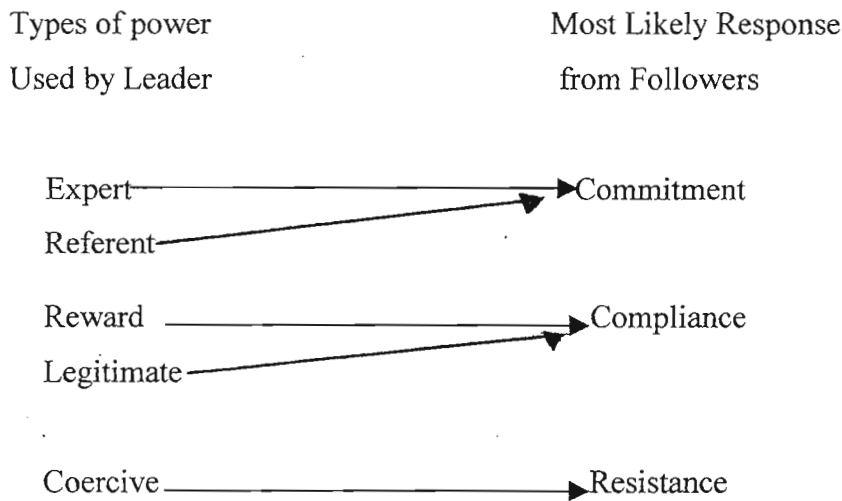 Types of power Most Likely Response
Used by Leader from Followers
Expert Commitment
Referent
Reward Compliance
Legitimate
Coercive Resistance